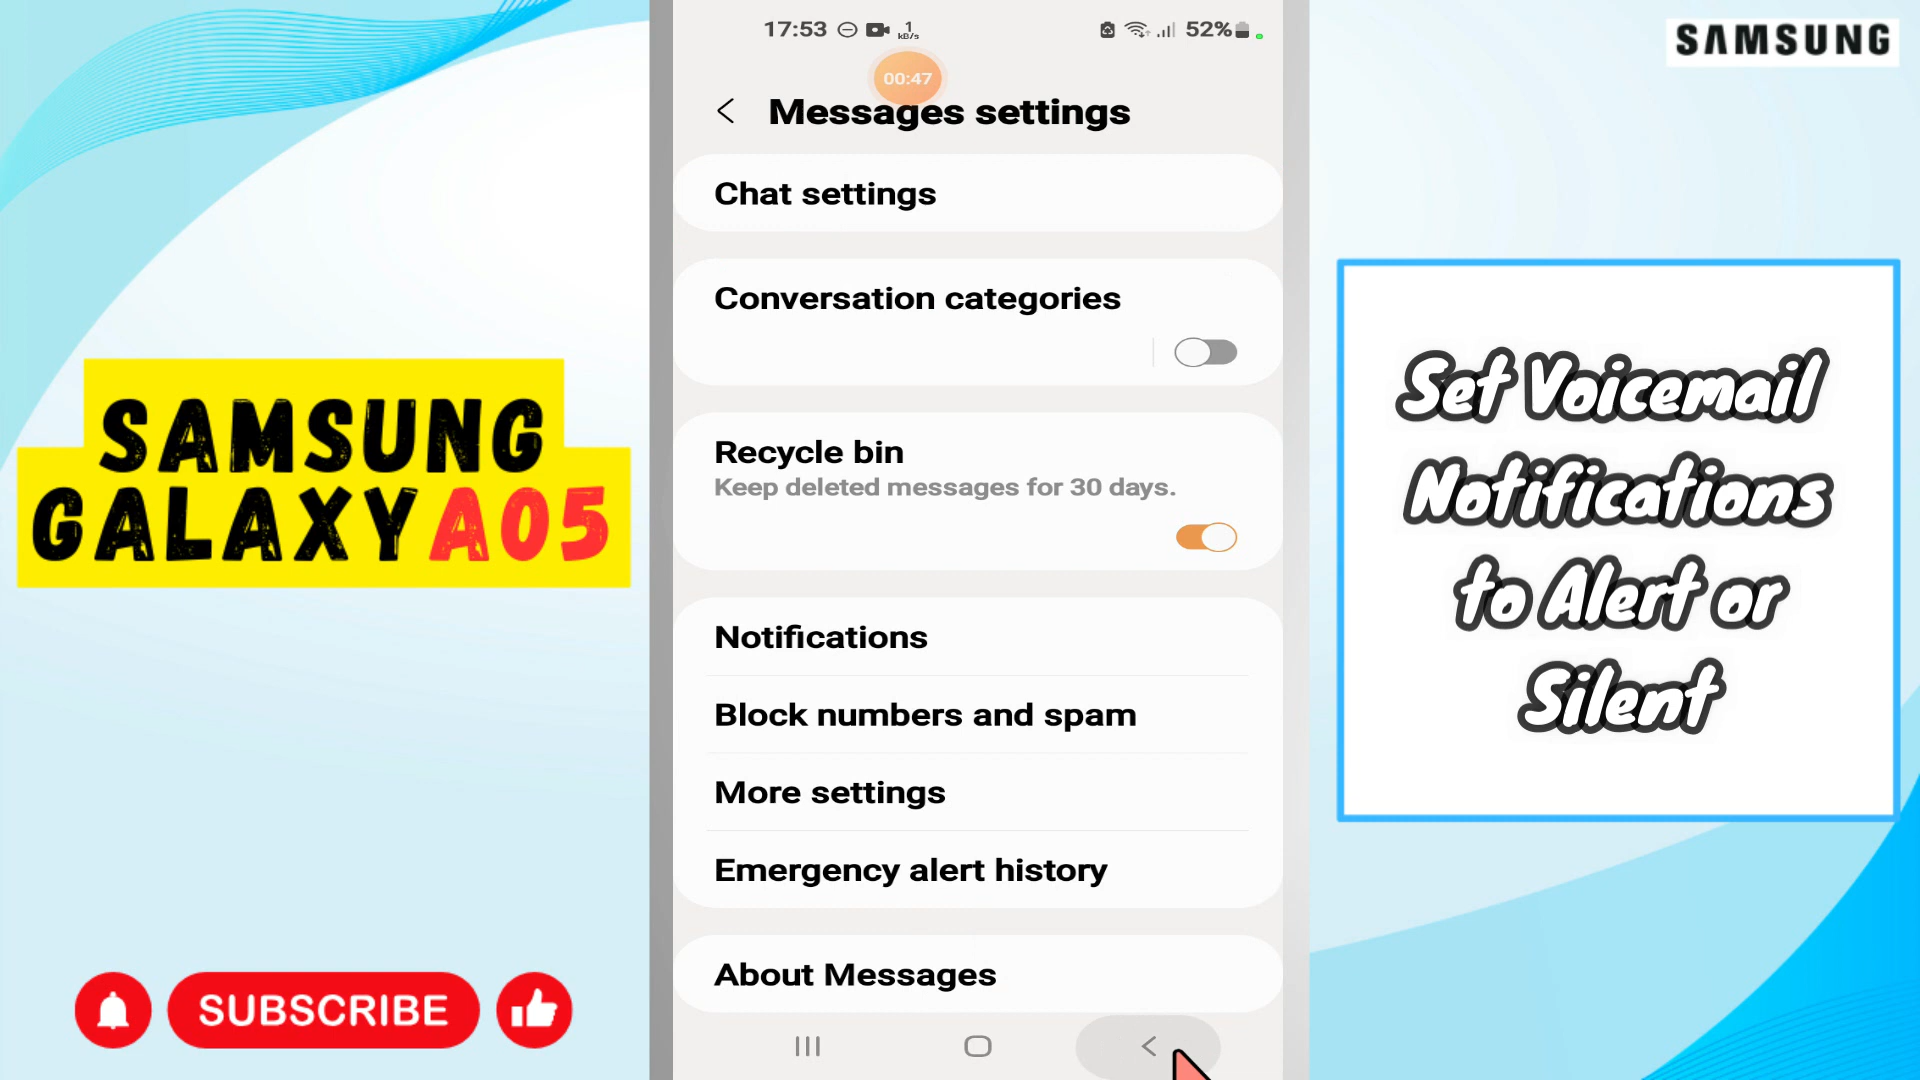 SAMSUNG
GALAXY A05
SUBSCRIBE
17:53
1
kB/s
52%
00:47
Messages settings
Chat settings
Conversation categories
Recycle bin
Keep deleted messages for 30 days.
Notifications
Block numbers and spam
More settings
Emergency alert history
About Messages
SAMSUNG
Set Voicemail
Notifications
to Alert or
Silent